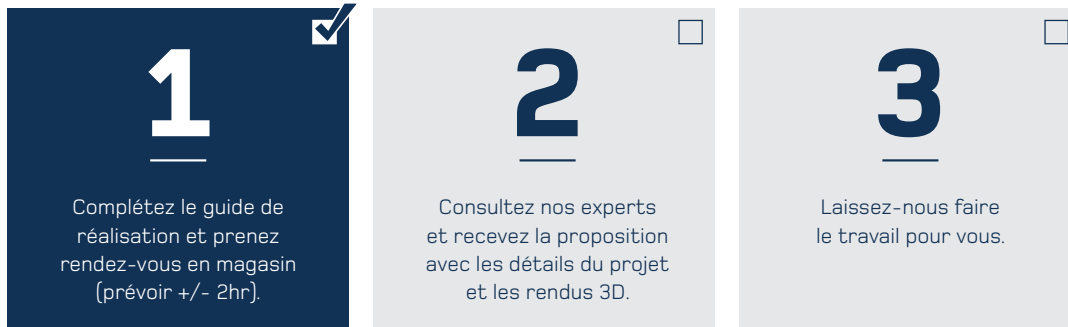 1
Complétez le guide de
réalisation et prenez
rendez-vous en magasin
(prévoir +/- 2hr).
2
Consultez nos experts
et recevez la proposition
avec les détails du projet
et les rendus 3D.
3
Laissez-nous faire
le travail pour vous.